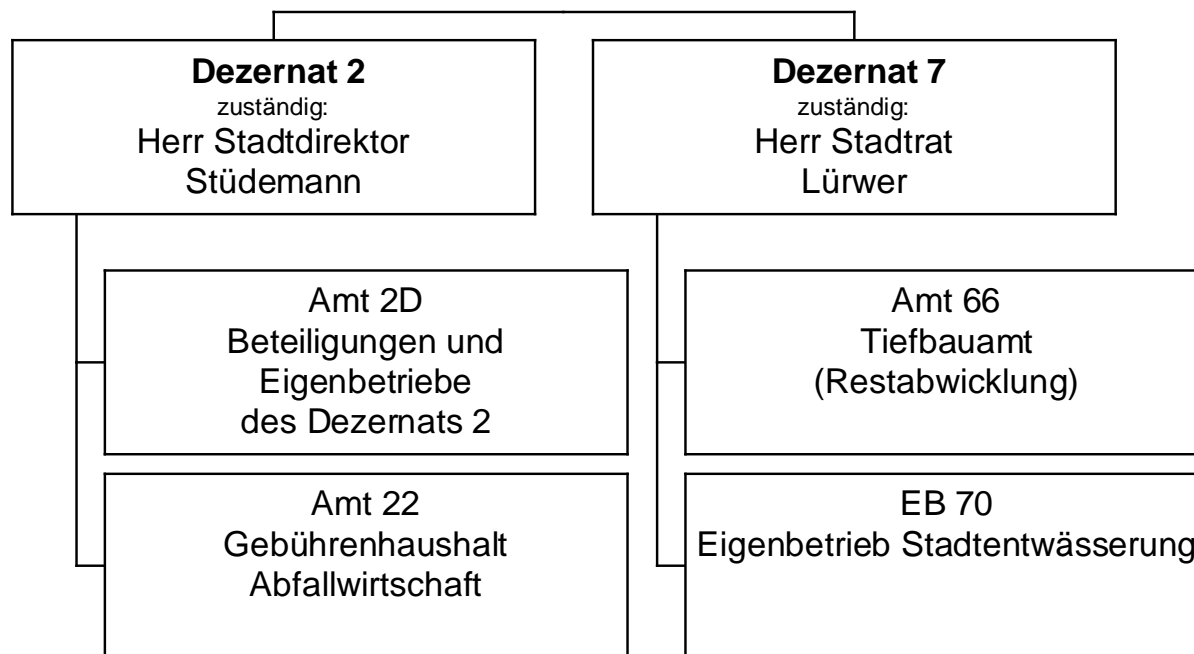 Dezernat 2
zuständig:
Herr Stadtdirektor
Stüdemann
Amt 2D
Beteiligungen und
Eigenbetriebe
des Dezernats 2
Amt 22
Gebührenhaushalt
Abfallwirtschaft
Dezernat 7
zuständig:
Herr Stadtrat
Lürwer
Amt 66
Tiefbauamt
(Restabwicklung)
EB 70
Eigenbetrieb Stadtentwässerung